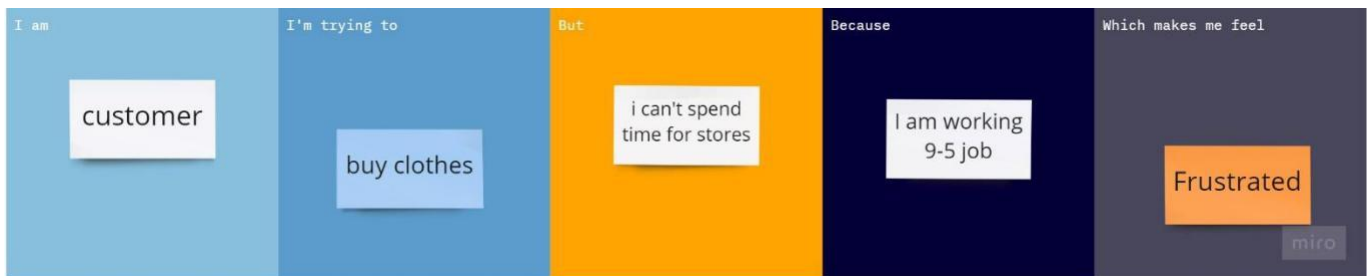 I am
customer
I'm trying to
buy clothes
But
i can't spend
time for stores
Because
I am working
9-5 job
Which makes me feel
Frustrated
miro